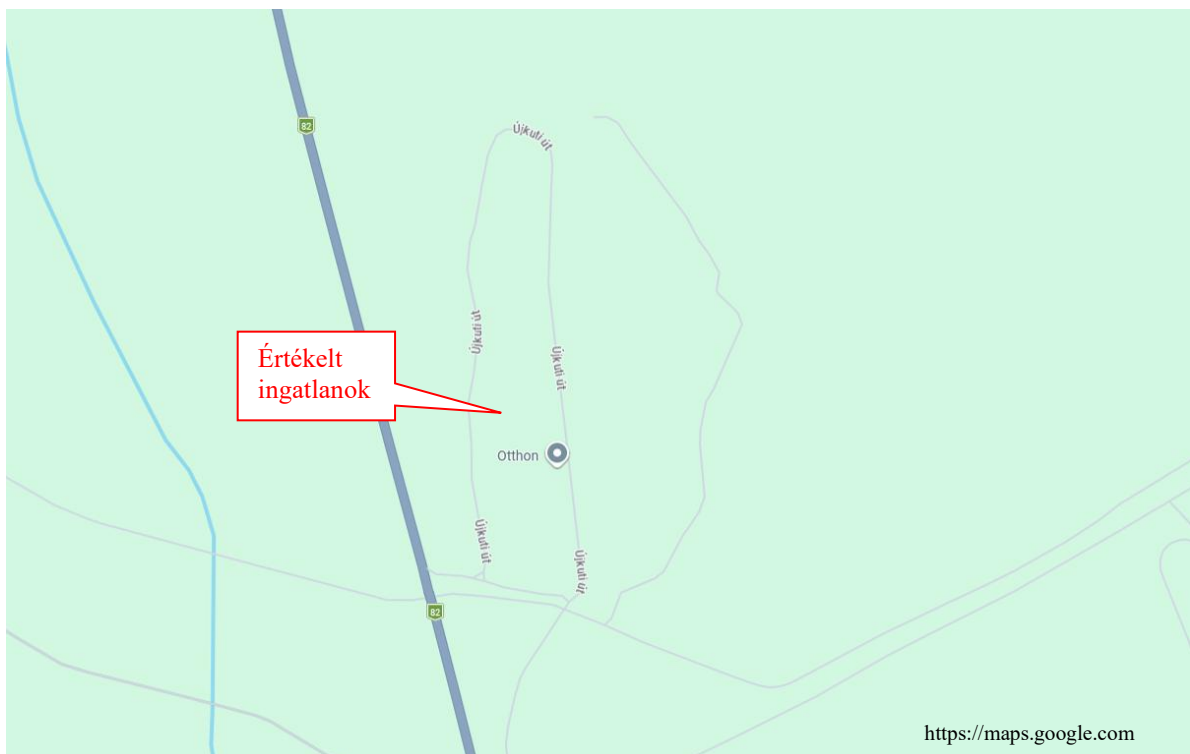 82
Újkuti út
Újkuti út
Értékelt
ingatlanok
Újkuti út
Otthon
Újkuti út
Újkuti út
82
https://maps.google.com